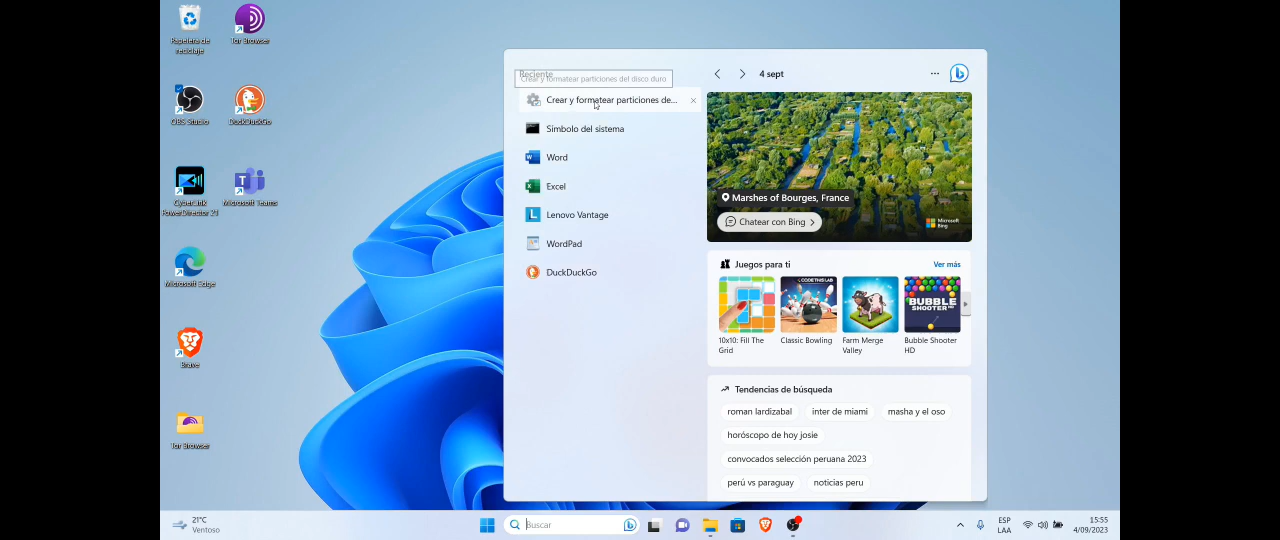 Papelera de
reciclaje
Tor Browser
OBS Studio
DuckDuckGo
CyberLink
PowerDirector 21
Microsoft Teams
Microsoft Edge
Brave
Tor Browser
Reciente
Crear y formatear particiones del disco duro
Crear y formatear particiones de...
Símbolo del sistema
Word
Excel
Lenovo Vantage
WordPad
DuckDuckGo
4 sept
Marshes of Bourges, France
Chatear con Bing
Microsoft
Bing
Juegos para ti
Ver más
CODE THIS LAB
BUBBLE
SHOOTER HD
10x10: Fill The
Grid
Classic Bowling
Farm Merge
Valley
Bubble Shooter
HD
Tendencias de búsqueda
roman lardizabal
inter de miami
masha y el oso
horóscopo de hoy josie
convocados selección peruana 2023
perú vs paraguay
noticias peru
21°C
Ventoso
Buscar
ESP
LAA
15:55
4/09/2023